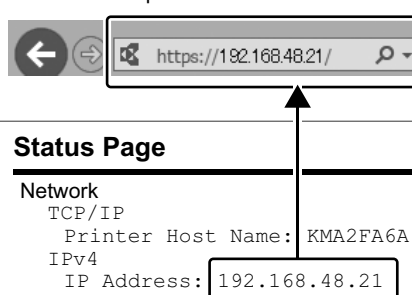 https://192.168.48.21/
Status Page
Network
TCP/IP
Printer Host Name: KMA2FA6A
IPv4
IP Address: 192.168.48.21